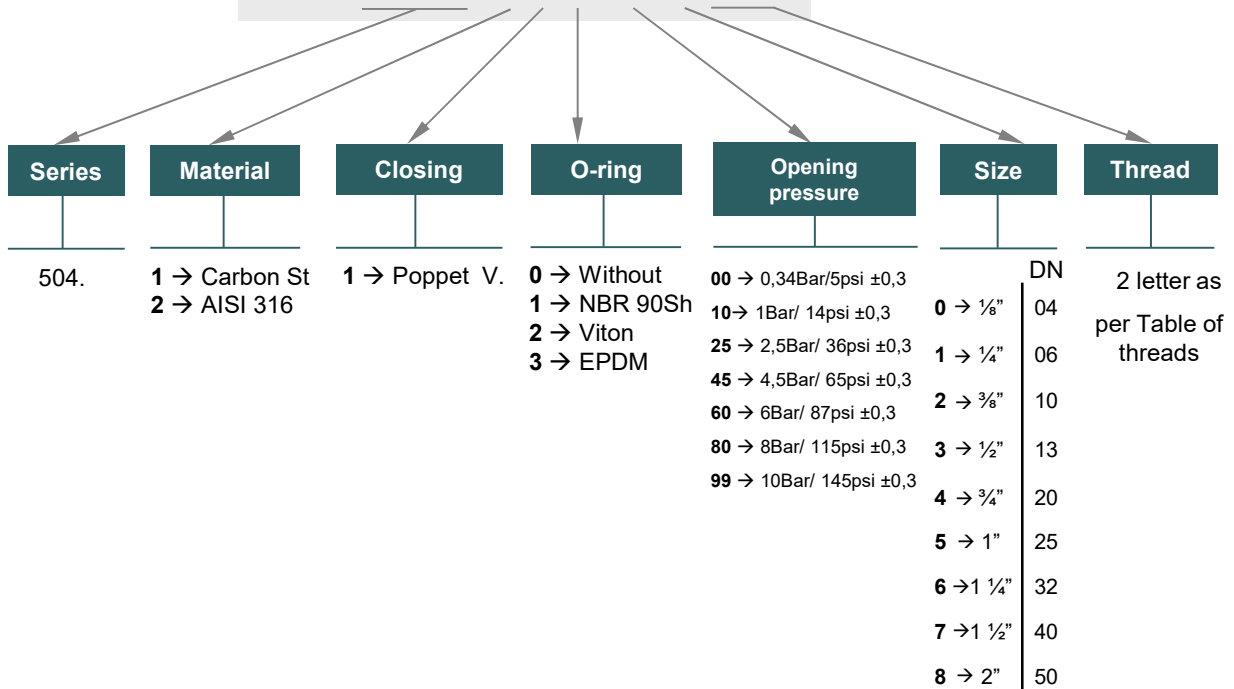 Series
Material
Closing
O-ring
Opening
pressure
Size
Thread
504.
1 → Carbon St
2 → AISI 316
1 → Poppet V.
0 → Without
1 → NBR 90Sh
2 → Viton
3 → EPDM
00 → 0,34Bar/5psi ±0,3
10→ 1Bar/ 14psi ±0,3
25 → 2,5Bar/ 36psi ±0,3
45 → 4,5Bar/ 65psi ±0,3
60 → 6Bar/ 87psi ±0,3
80 → 8Bar/ 115psi ±0,3
99 → 10Bar/ 145psi ±0,3
DN
0 → ⅛” 04
1 → ¼” 06
2 → ⅜” 10
3 → ½” 13
4 → ¾” 20
5 → 1” 25
6 →1 ¼” 32
7 →1 ½” 40
8 → 2” 50
2 letter as
per Table of
threads